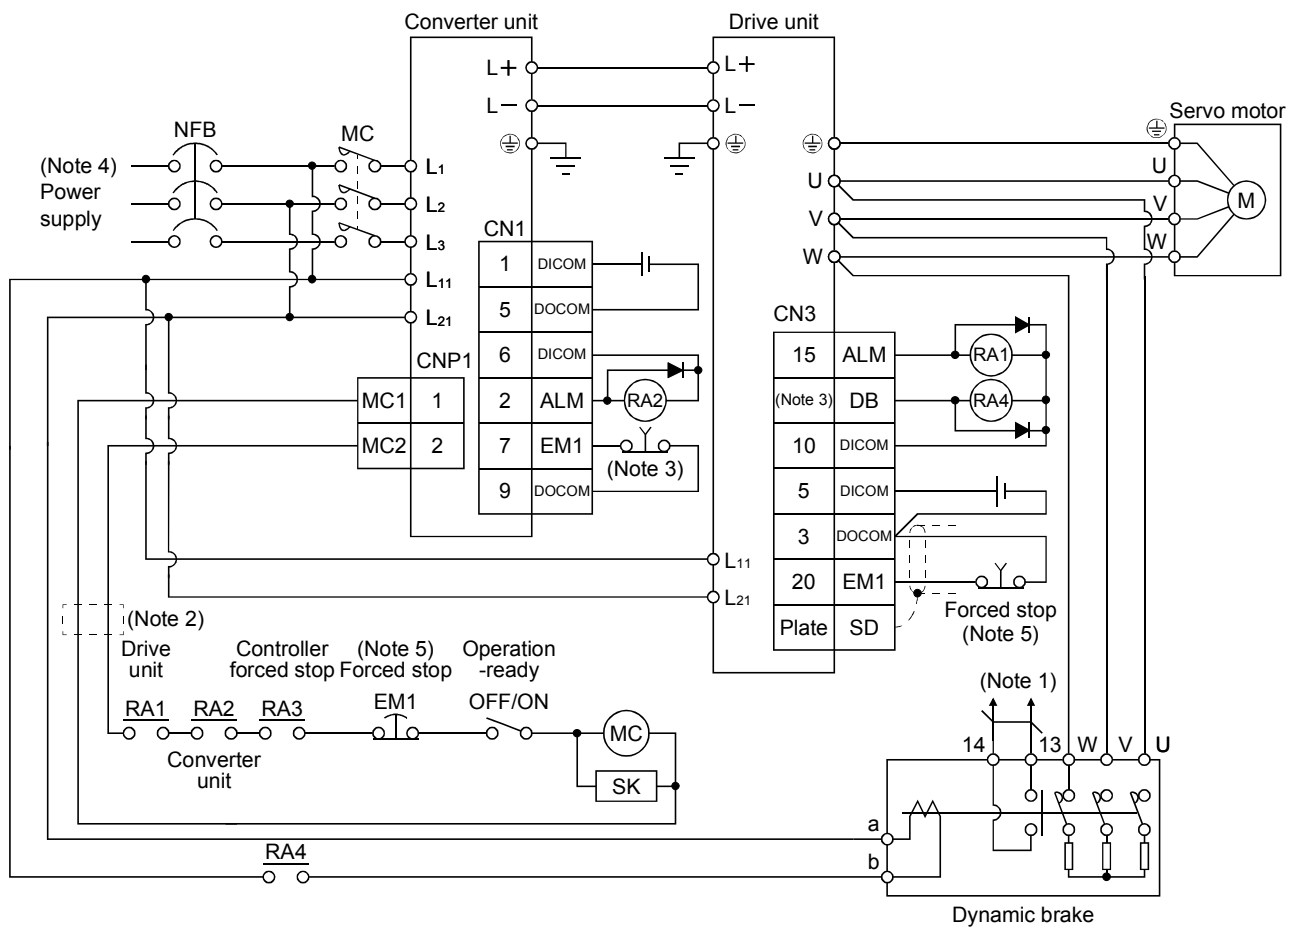 Converter unit
Drive unit
L+
L+
L−
L−
Servo motor
NFB
MC
(Note 4)
Power
supply
L1
L2
L3
L11
L21
U
V
W
U
V
W
M
CN1
1 DICOM
5 DOCOM
6 DICOM
2 ALM
7 EM1
9 DOCOM
RA2
(Note 3)
CNP1
MC1 1
MC2 2
CN3
15 ALM
(Note 3) DB
10 DICOM
5 DICOM
3 DOCOM
20 EM1
Plate SD
RA1
RA4
L11
L21
Forced stop
(Note 5)
(Note 2)
Drive
unit
Controller
forced stop
(Note 5)
Forced stop
Operation
-ready
RA1
RA2
RA3
EM1
OFF/ON
MC
Converter
unit
SK
(Note 1)
14
13
W
V
U
a
b
RA4
Dynamic brake